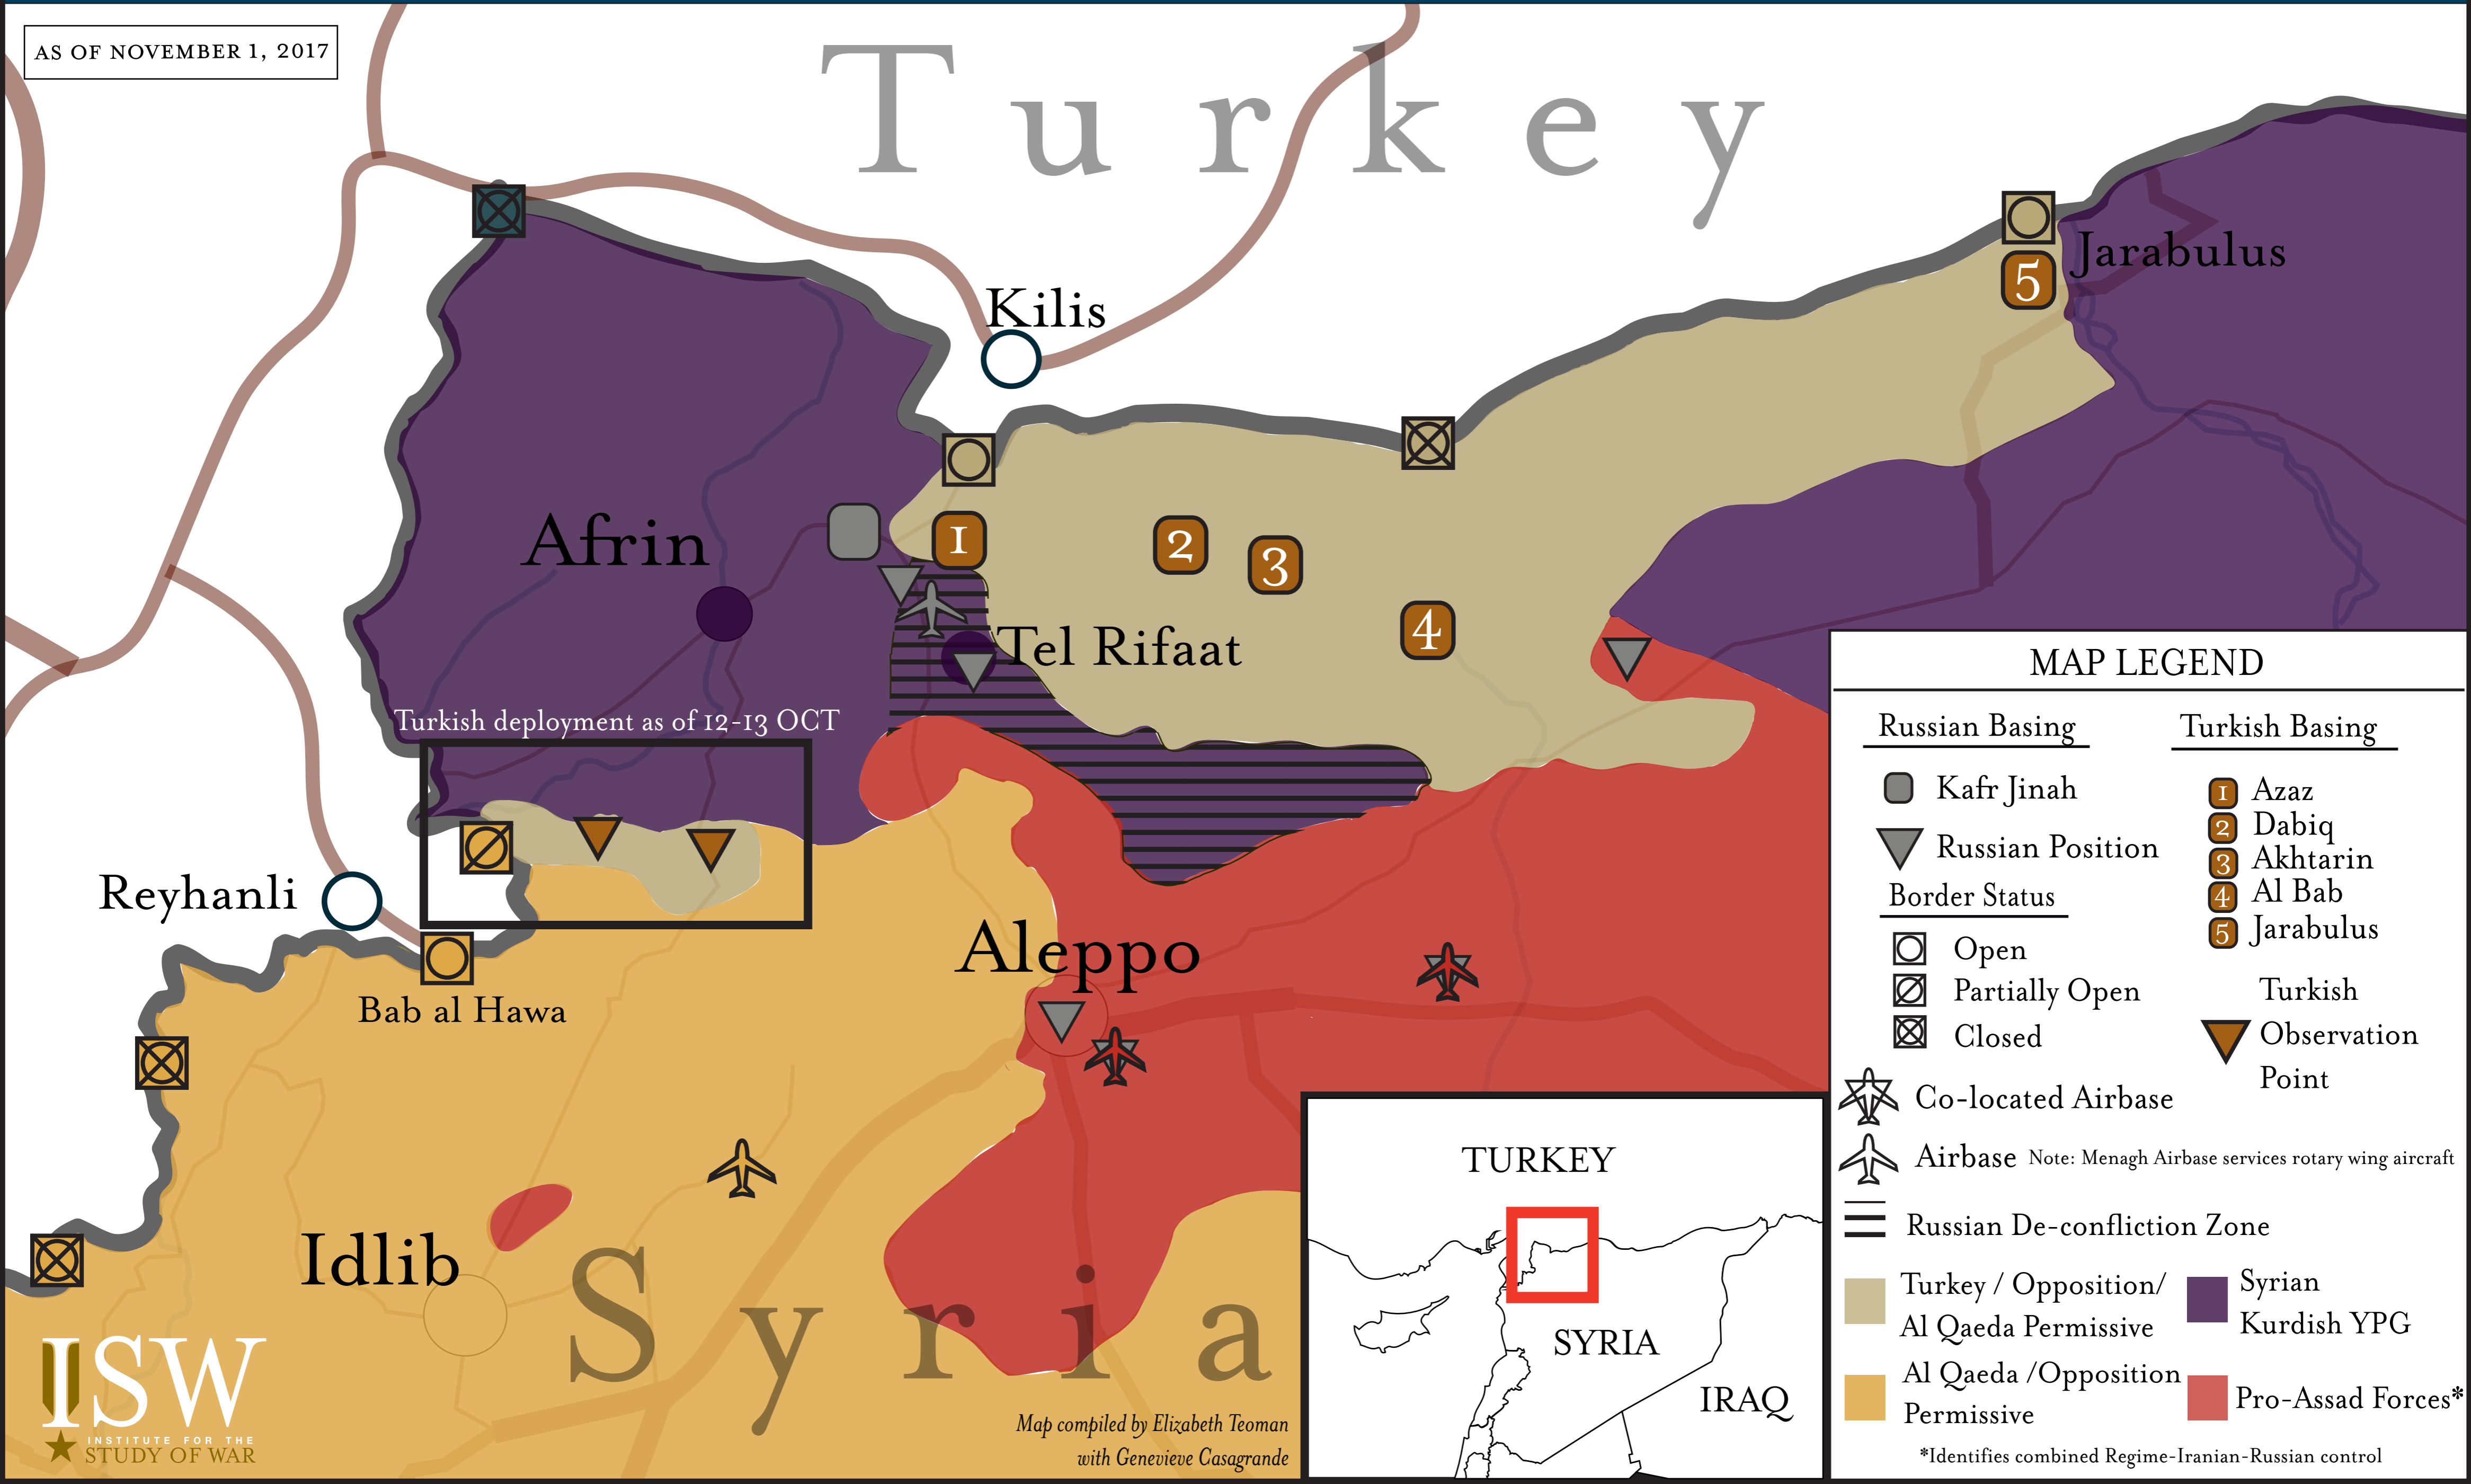 AS OF NOVEMBER 1, 2017
Turkey
Kilis
Jarabulus
5
Afrin
1
2
3
4
Tel Rifaat
Turkish deployment as of 12-13 OCT
Reyhanli
Bab al Hawa
Aleppo
Idlib
Syria
ISW
INSTITUTE FOR THE
STUDY OF WAR
Map compiled by Elizabeth Teoman
with Genevieve Casagrande
TURKEY
SYRIA
IRAQ
MAP LEGEND
Russian Basing
Kafr Jinah
Russian Position
Border Status
Open
Partially Open
Closed
Turkish Basing
1 Azaz
2 Dabiq
3 Akhtarin
4 Al Bab
5 Jarabulus
Turkish
Observation
Point
Co-located Airbase
Airbase Note: Menagh Airbase services rotary wing aircraft
Russian De-confliction Zone
Turkey / Opposition/
Al Qaeda Permissive
Syrian
Kurdish YPG
Al Qaeda /Opposition
Permissive
Pro-Assad Forces*
*Identifies combined Regime-Iranian-Russian control